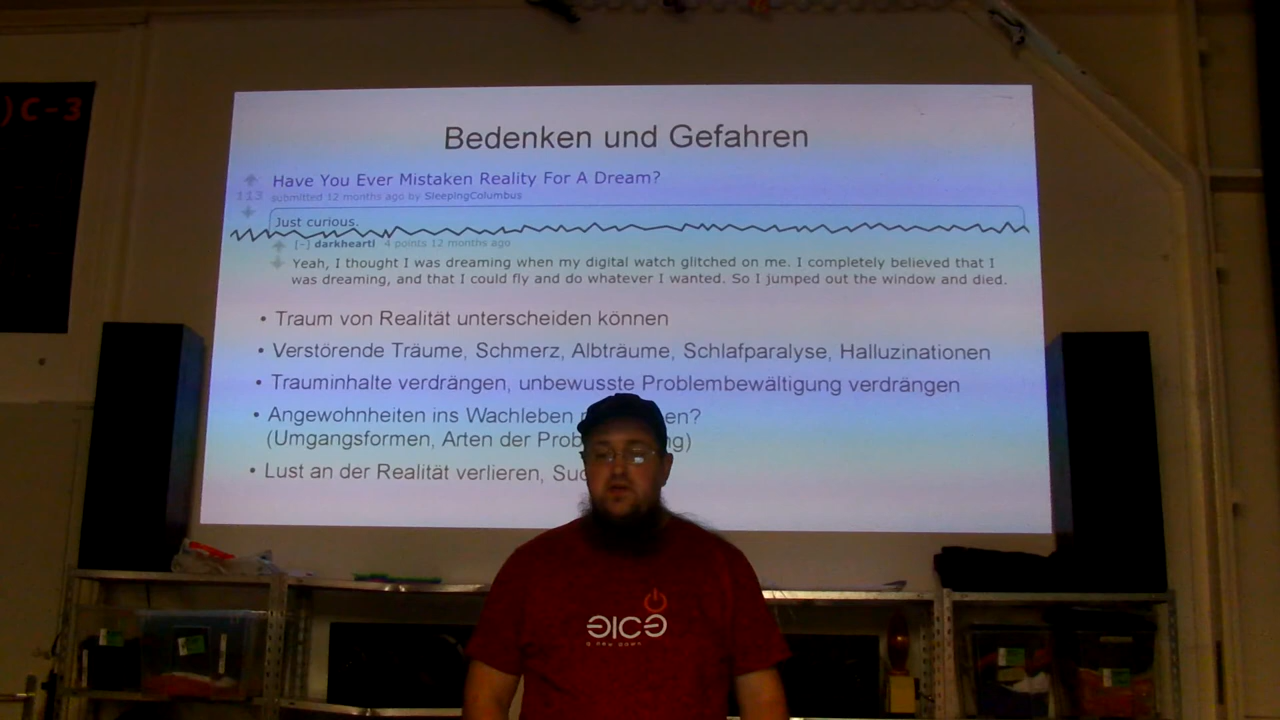 )C-3
Bedenken und Gefahren
Have You Ever Mistaken Reality For A Dream?
113
submitted 12 months ago by SleepingColumbus
Just curious.
[-] darkhearti 4 points 12 months ago
Yeah, I thought I was dreaming when my digital watch glitched on me. I completely believed that I
was dreaming, and that I could fly and do whatever I wanted. So I jumped out the window and died.
• Traum von Realität unterscheiden können
• Verstörende Träume, Schmerz, Albträume, Schlafparalyse, Halluzinationen
• Trauminhalte verdrängen, unbewusste Problembewältigung verdrängen
• Angewohnheiten ins Wachleben
(Umgangsformen, Arten der
• Lust an der Realität verlieren,